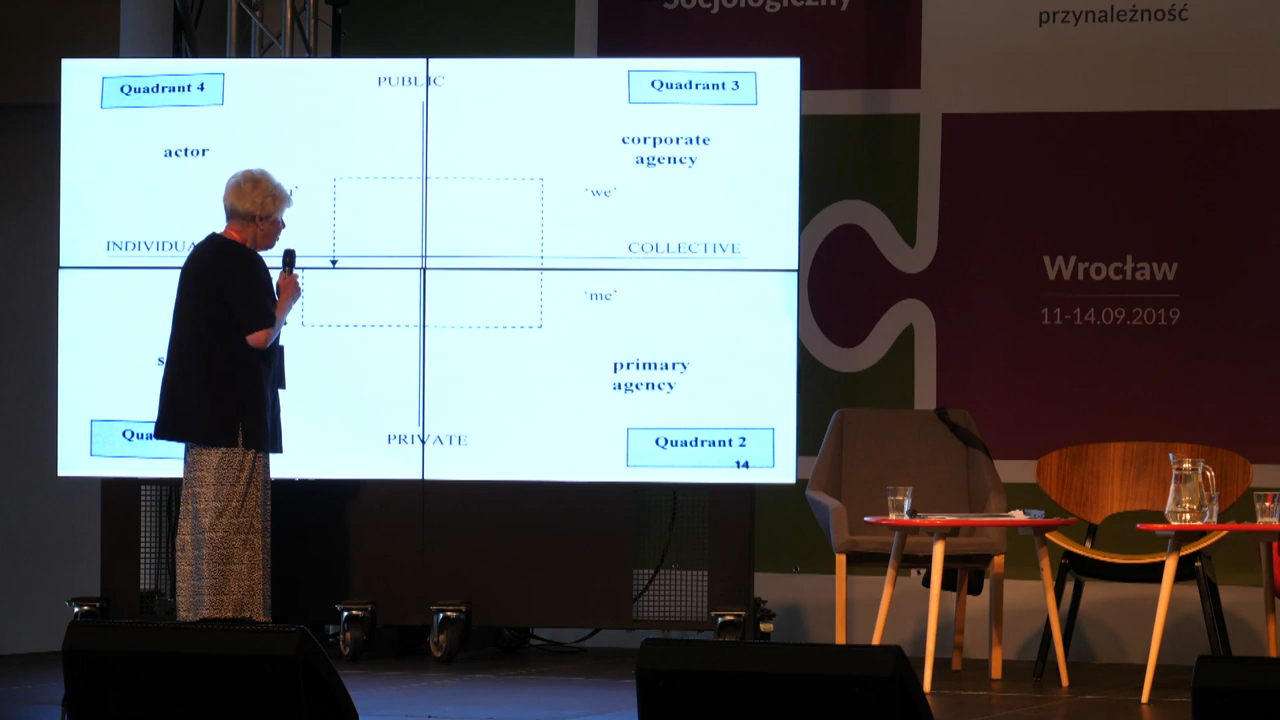 Socjologiczny
przynależność
Quadrant 4
PUBLIC
Quadrant 3
actor
corporate
agency
‘we’
INDIVIDUA
COLLECTIVE
Wrocław
‘me’
11-14.09.2019
primary
agency
PRIVATE
Quadrant 2
14